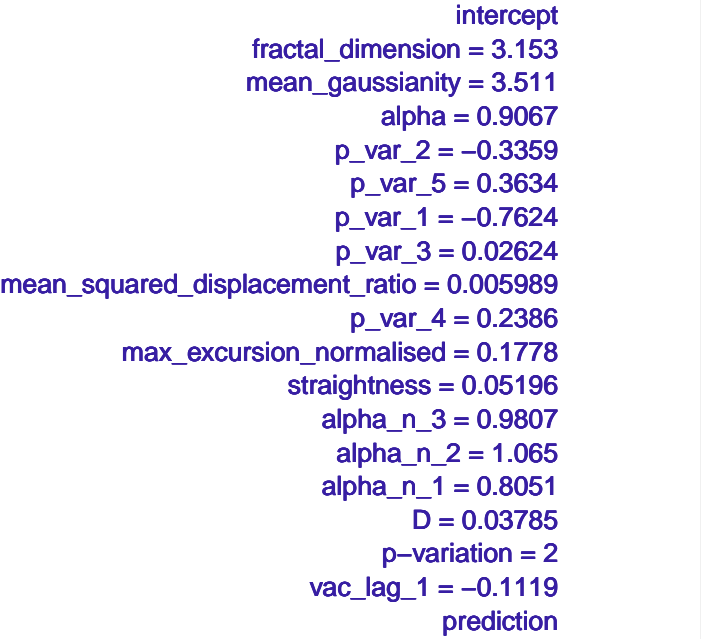 intercept
fractal_dimension = 3.153
mean_gaussianity = 3.511
alpha = 0.9067
p_var_2 = −0.3359
p_var_5 = 0.3634
p_var_1 = −0.7624
p_var_3 = 0.02624
mean_squared_displacement_ratio = 0.005989
p_var_4 = 0.2386
max_excursion_normalised = 0.1778
straightness = 0.05196
alpha_n_3 = 0.9807
alpha_n_2 = 1.065
alpha_n_1 = 0.8051
D = 0.03785
p−variation = 2
vac_lag_1 = −0.1119
prediction